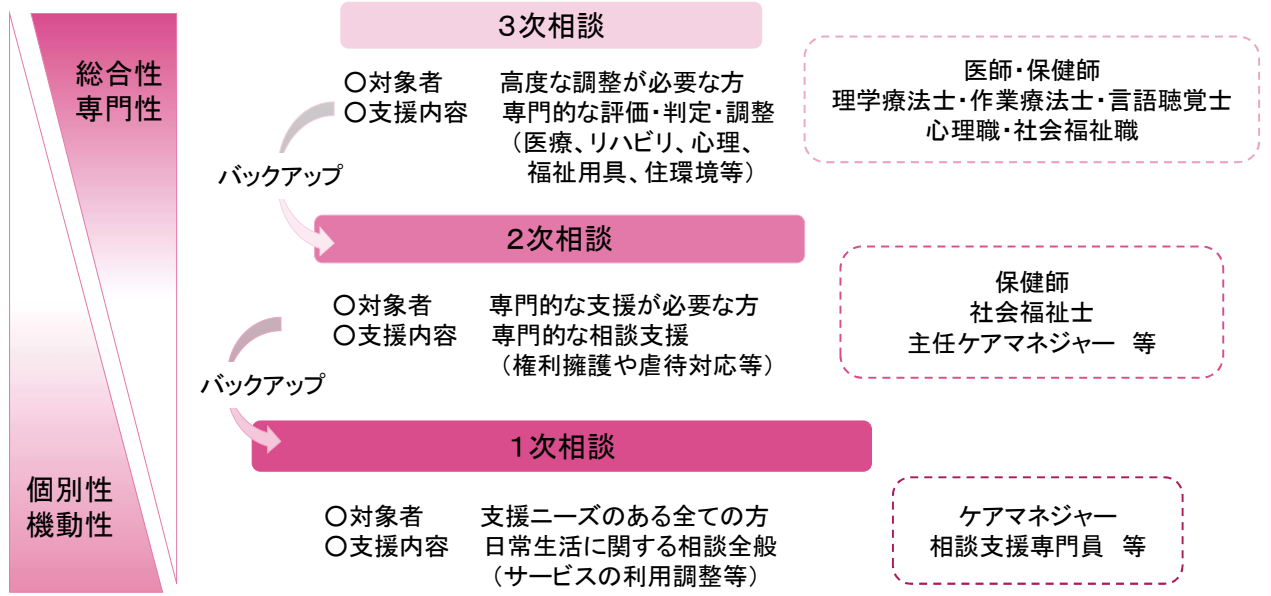 総合性
専門性
3次相談
〇対象者 高度な調整が必要な方
〇支援内容 専門的な評価・判定・調整
(医療、リハビリ、心理、
福祉用具、住環境等)
医師・保健師
理学療法士・作業療法士・言語聴覚士
心理職・社会福祉職
バックアップ
2次相談
〇対象者 専門的な支援が必要な方
〇支援内容 専門的な相談支援
(権利擁護や虐待対応等)
保健師
社会福祉士
主任ケアマネジャー 等
バックアップ
1次相談
個別性
機動性
〇対象者 支援ニーズのある全ての方
〇支援内容 日常生活に関する相談全般
(サービスの利用調整等)
ケアマネジャー
相談支援専門員 等